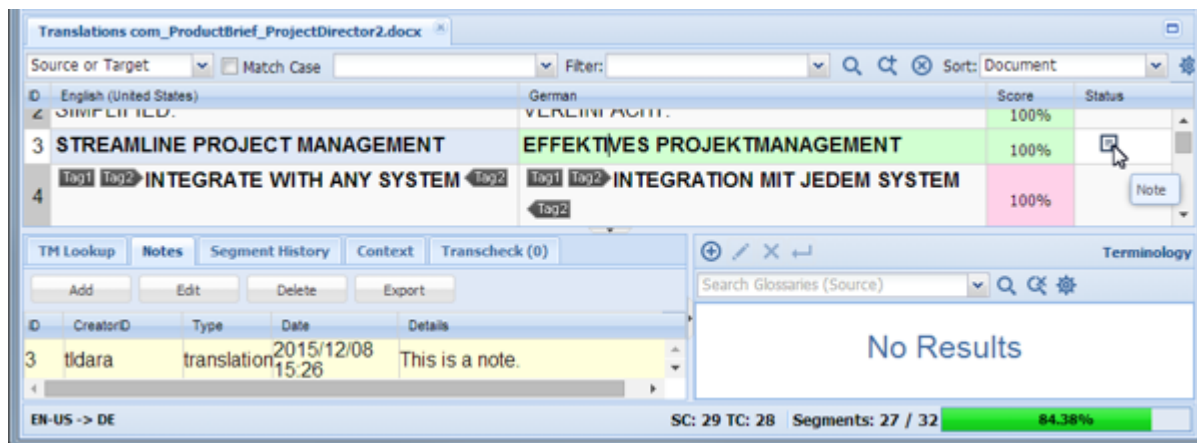 Translations com_ProductBrief_ProjectDirector2.docx
Source or Target Match Case Filter: Sort: Document
ID English (United States) German Score Status
2 SIMPLIFIED. VEREINFACHT. 100%
3 STREAMLINE PROJECT MANAGEMENT EFFEKTIVES PROJEKTMANAGEMENT 100%
4 Tag1 Tag2 INTEGRATE WITH ANY SYSTEM Tag2 Tag1 Tag2 INTEGRATION MIT JEDEM SYSTEM
Tag2 100%
Note
TM Lookup Notes Segment History Context Transcheck (0) Terminology
Add Edit Delete Export Search Glossaries (Source)
ID CreatorID Type Date Details
3 tldara translation 2015/12/08
15:26 This is a note.
No Results
EN-US -> DE SC: 29 TC: 28 Segments: 27 / 32 84.38%